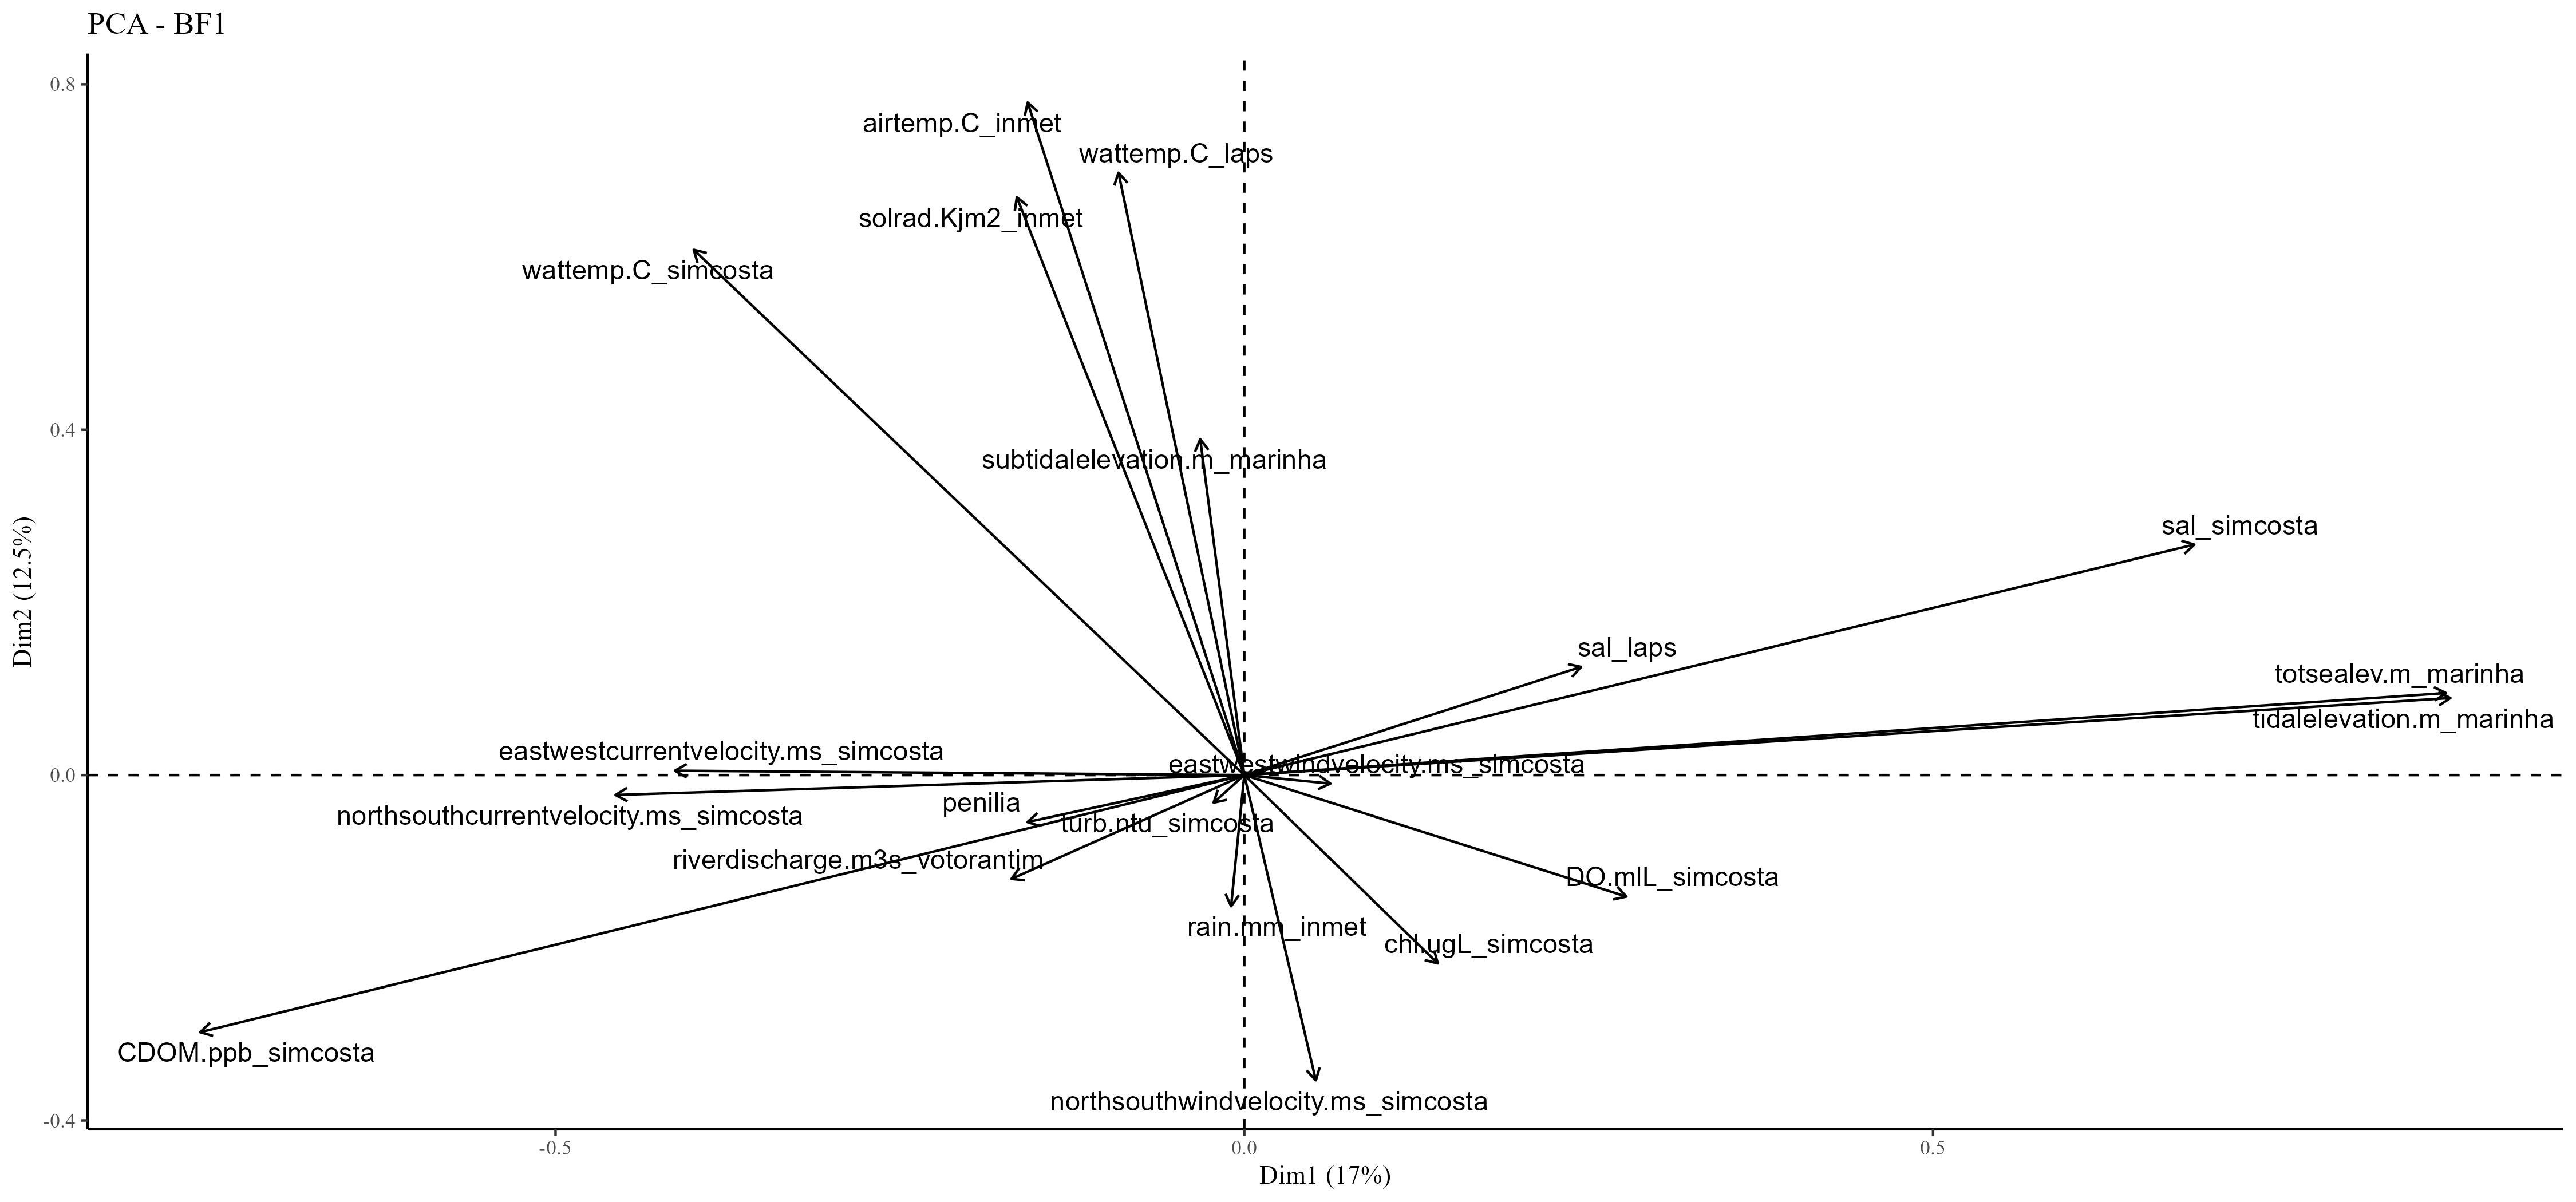 PCA - BF1
0.8
airtemp.C_inmet
wattemp.C_laps
solrad.Kjm2_inmet
wattemp.C_simcosta
0.4
subtidalelevation.m_marinha
sal_simcosta
Dim2 (12.5%)
sal_laps
totsealev.m_marinha
tidalelevation.m_marinha
eastwestcurrentvelocity.ms_simcosta
eastwestwindvelocity.ms_simcosta
0.0
penilia
northsouthcurrentvelocity.ms_simcosta
turb.ntu_simcosta
riverdischarge.m3s_votorantim
DO.mlL_simcosta
rain.mm_inmet
chl.ugL_simcosta
CDOM.ppb_simcosta
northsouthwindvelocity.ms_simcosta
-0.4
-0.5
0.0
0.5
Dim1 (17%)